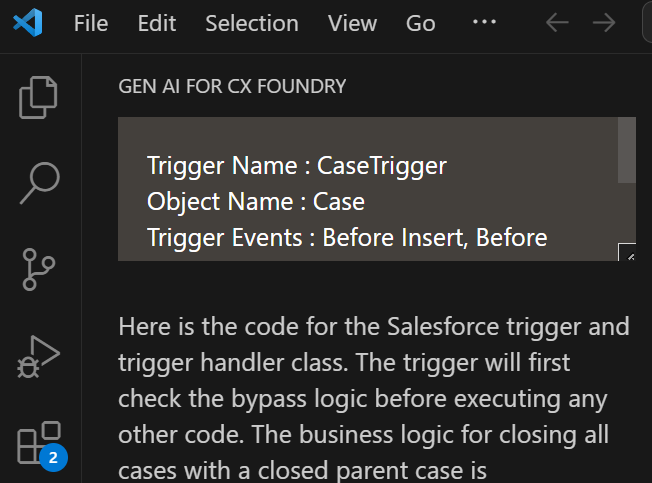 File Edit Selection View Go ...
GEN AI FOR CX FOUNDRY
Trigger Name : CaseTrigger
Object Name : Case
Trigger Events : Before Insert, Before
Here is the code for the Salesforce trigger and
trigger handler class. The trigger will first
check the bypass logic before executing any
other code. The business logic for closing all
cases with a closed parent case is
2